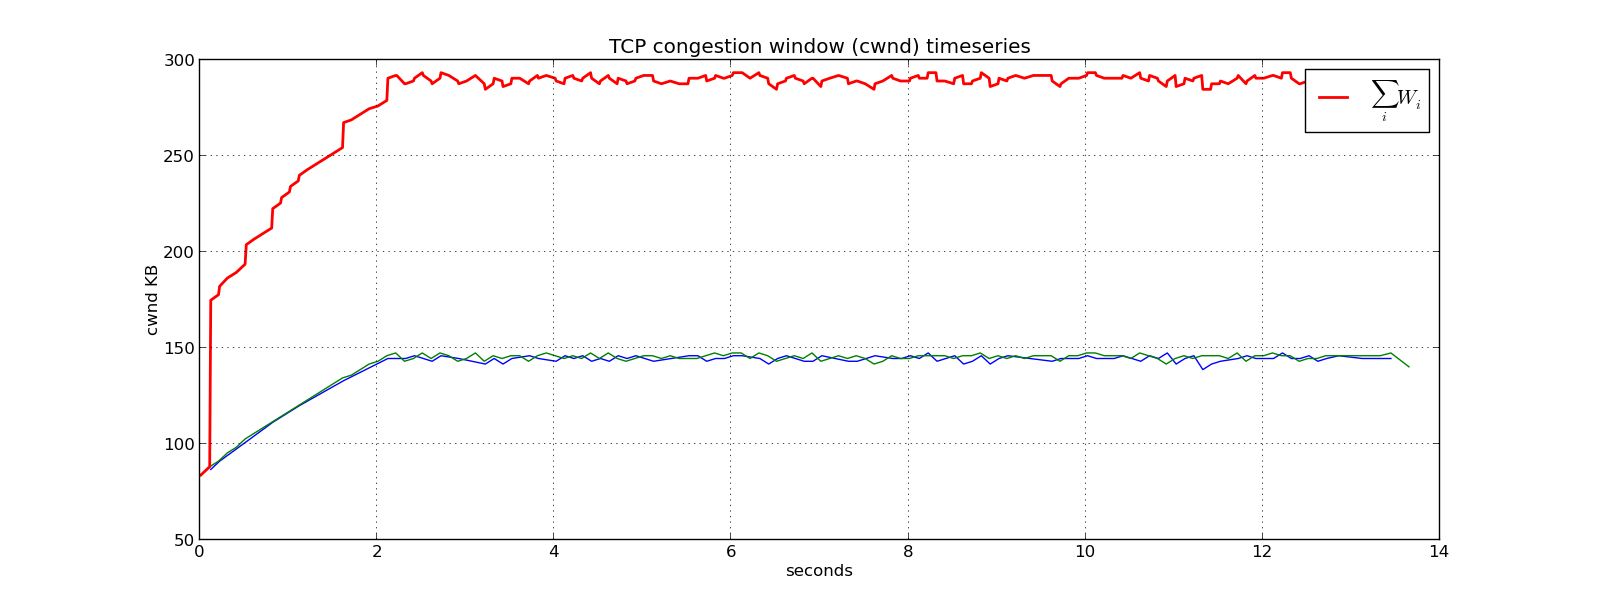 TCP congestion window (cwnd) timeseries
300
250
200
150
100
50
cwnd KB
∑
i
W_i
0 2 4 6 8 10 12 14
seconds